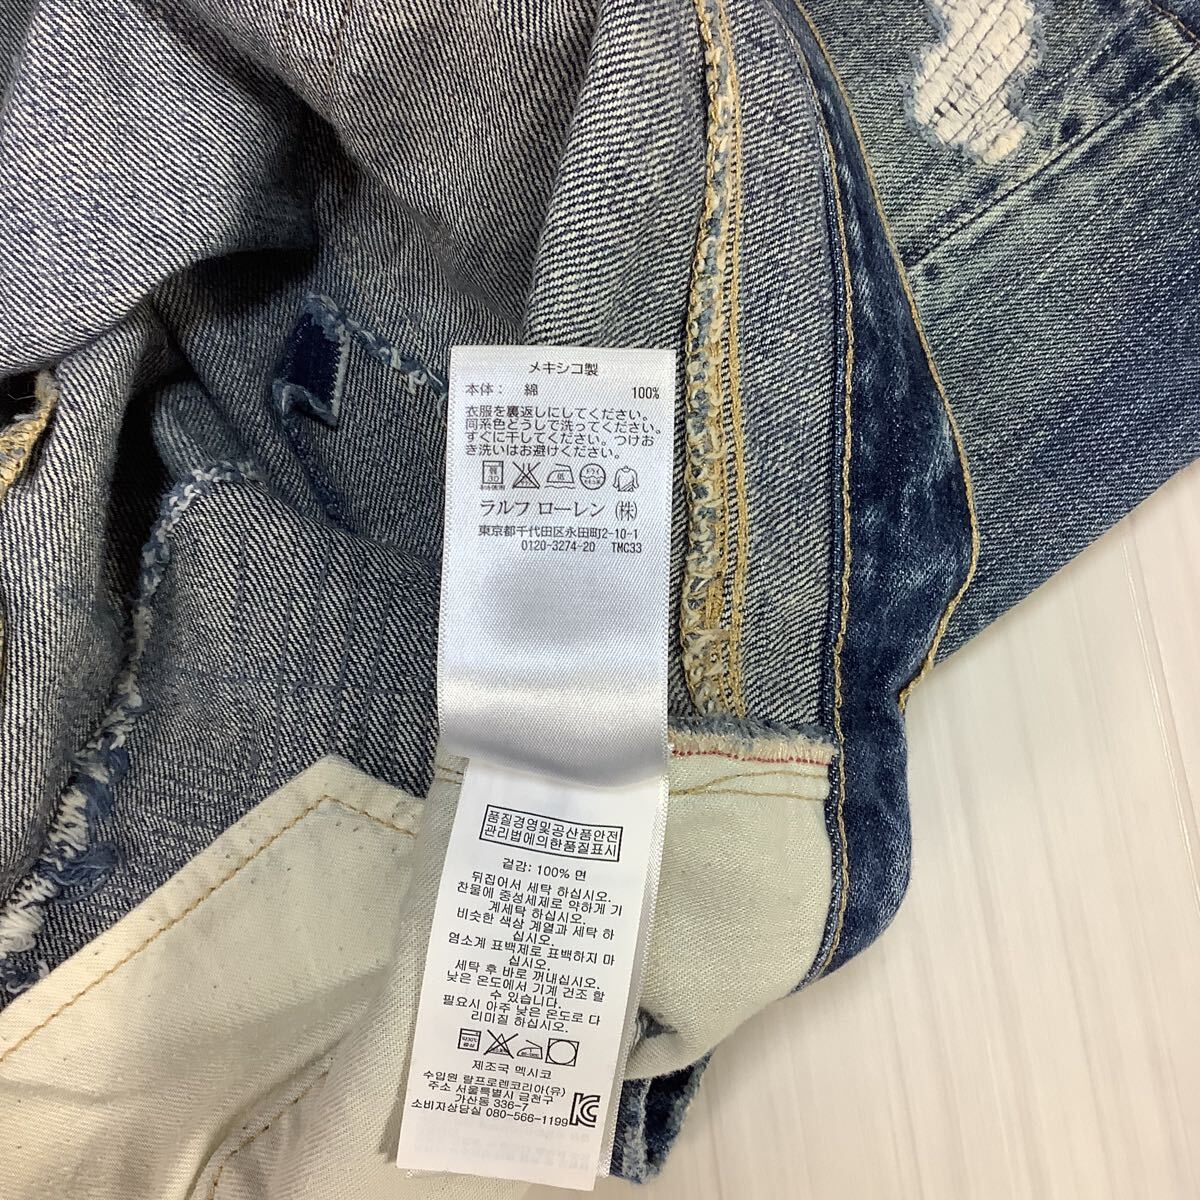 メキシコ製
本体： 綿 100%
衣服を裏返しにしてください。
同系色どうしで洗ってください。
すぐに干してください。つけお
き洗いはお避けください。
ラルフ ローレン (株)
東京都千代田区永田町2-10-1
0120-3274-20 TMC33
품질경영및공산품안전
관리법에의한품질표시
겉감: 100% 면
뒤집어서 세탁 하십시오.
찬물에 중성세제로 약하게 기
계세탁 하십시오.
비슷한 색상 계열과 세탁 하
십시오.
염소계 표백제로 표백하지 마
십시오.
세탁 후 바로 꺼내십시오.
낮은 온도에서 기계 건조 할
수 있습니다.
필요시 아주 낮은 온도로 다
리미질 하십시오.
제조국 멕시코
수입원 랄프로렌코리아(유)
주소 서울특별시 금천구
가산동 336-7
소비자상담실 080-566-1199